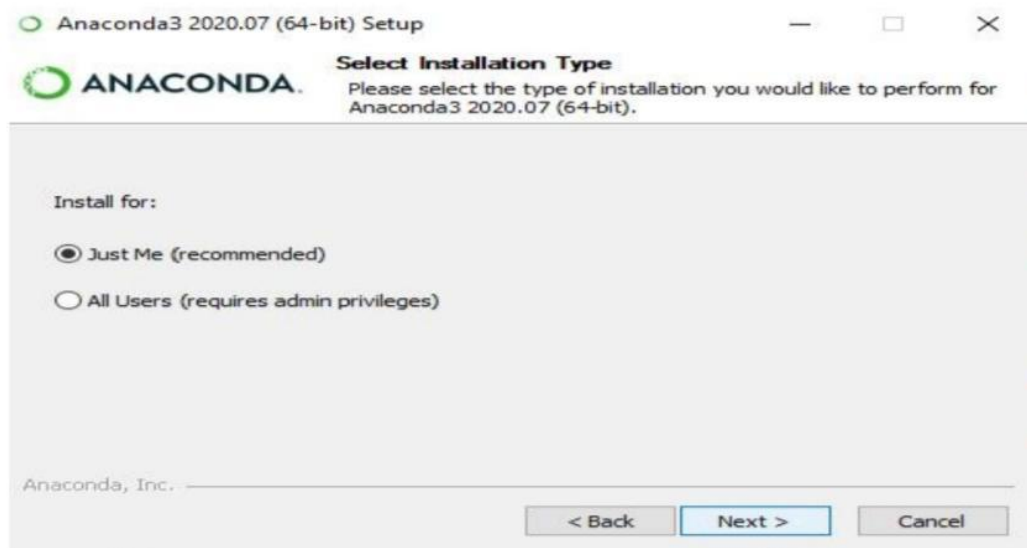 Anaconda3 2020.07 (64-bit) Setup
ANACONDA.
Select Installation Type
Please select the type of installation you would like to perform for
Anaconda3 2020.07 (64-bit).
Install for:
Just Me (recommended)
All Users (requires admin privileges)
Anaconda, Inc.
< Back
Next >
Cancel